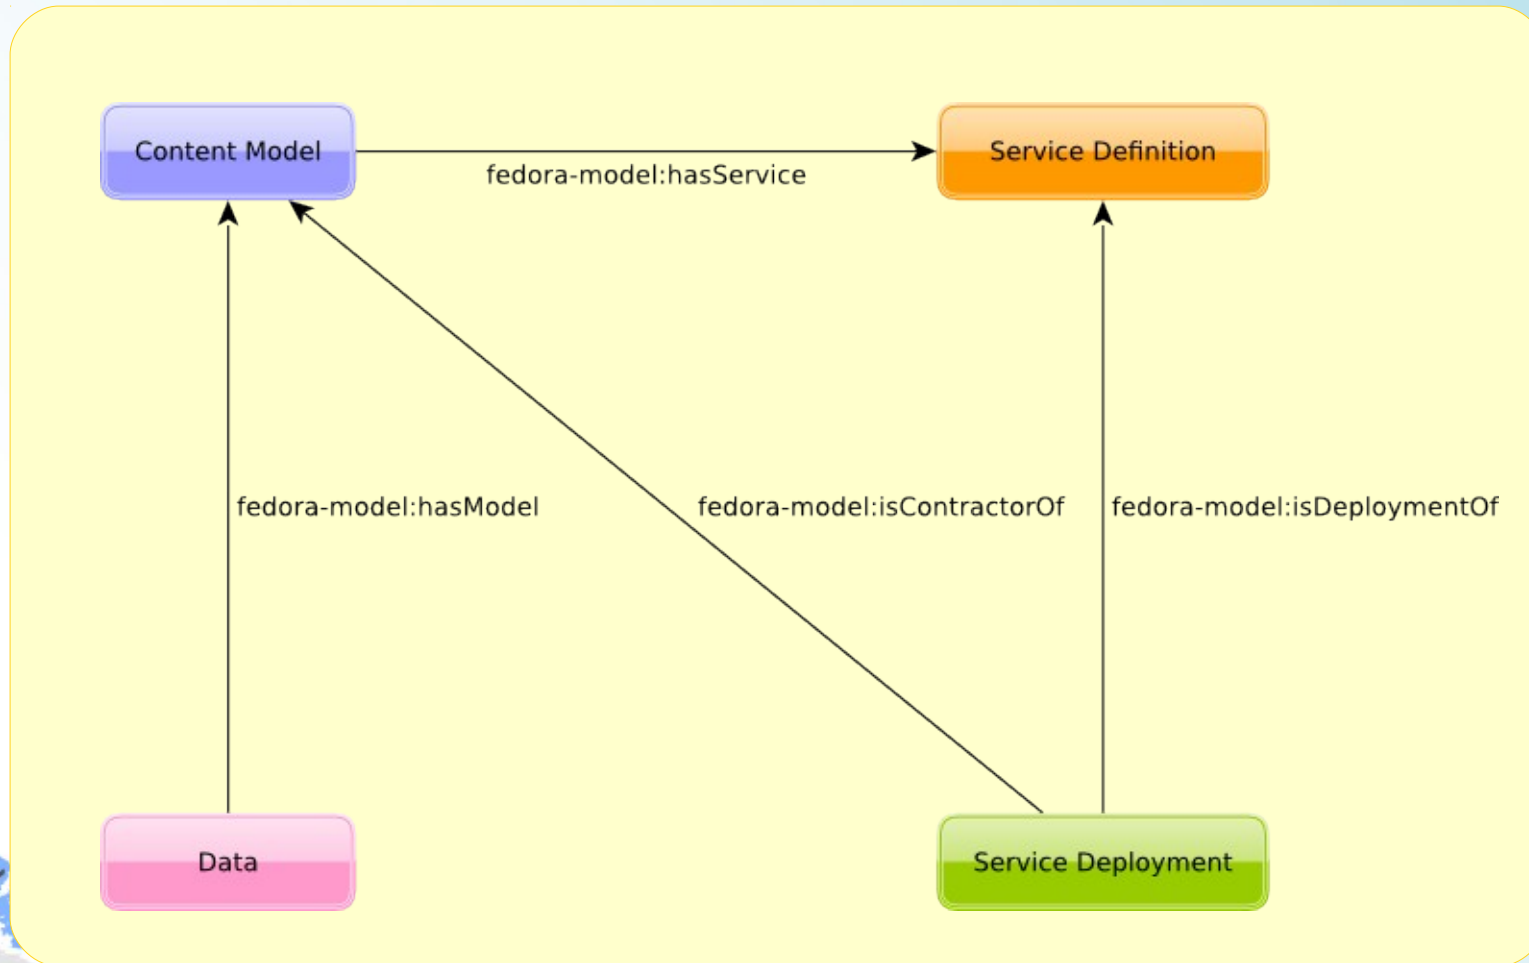 Content Model
Service Definition
fedora-model:hasService
fedora-model:hasModel
fedora-model:isContractorOf
fedora-model:isDeploymentOf
Data
Service Deployment